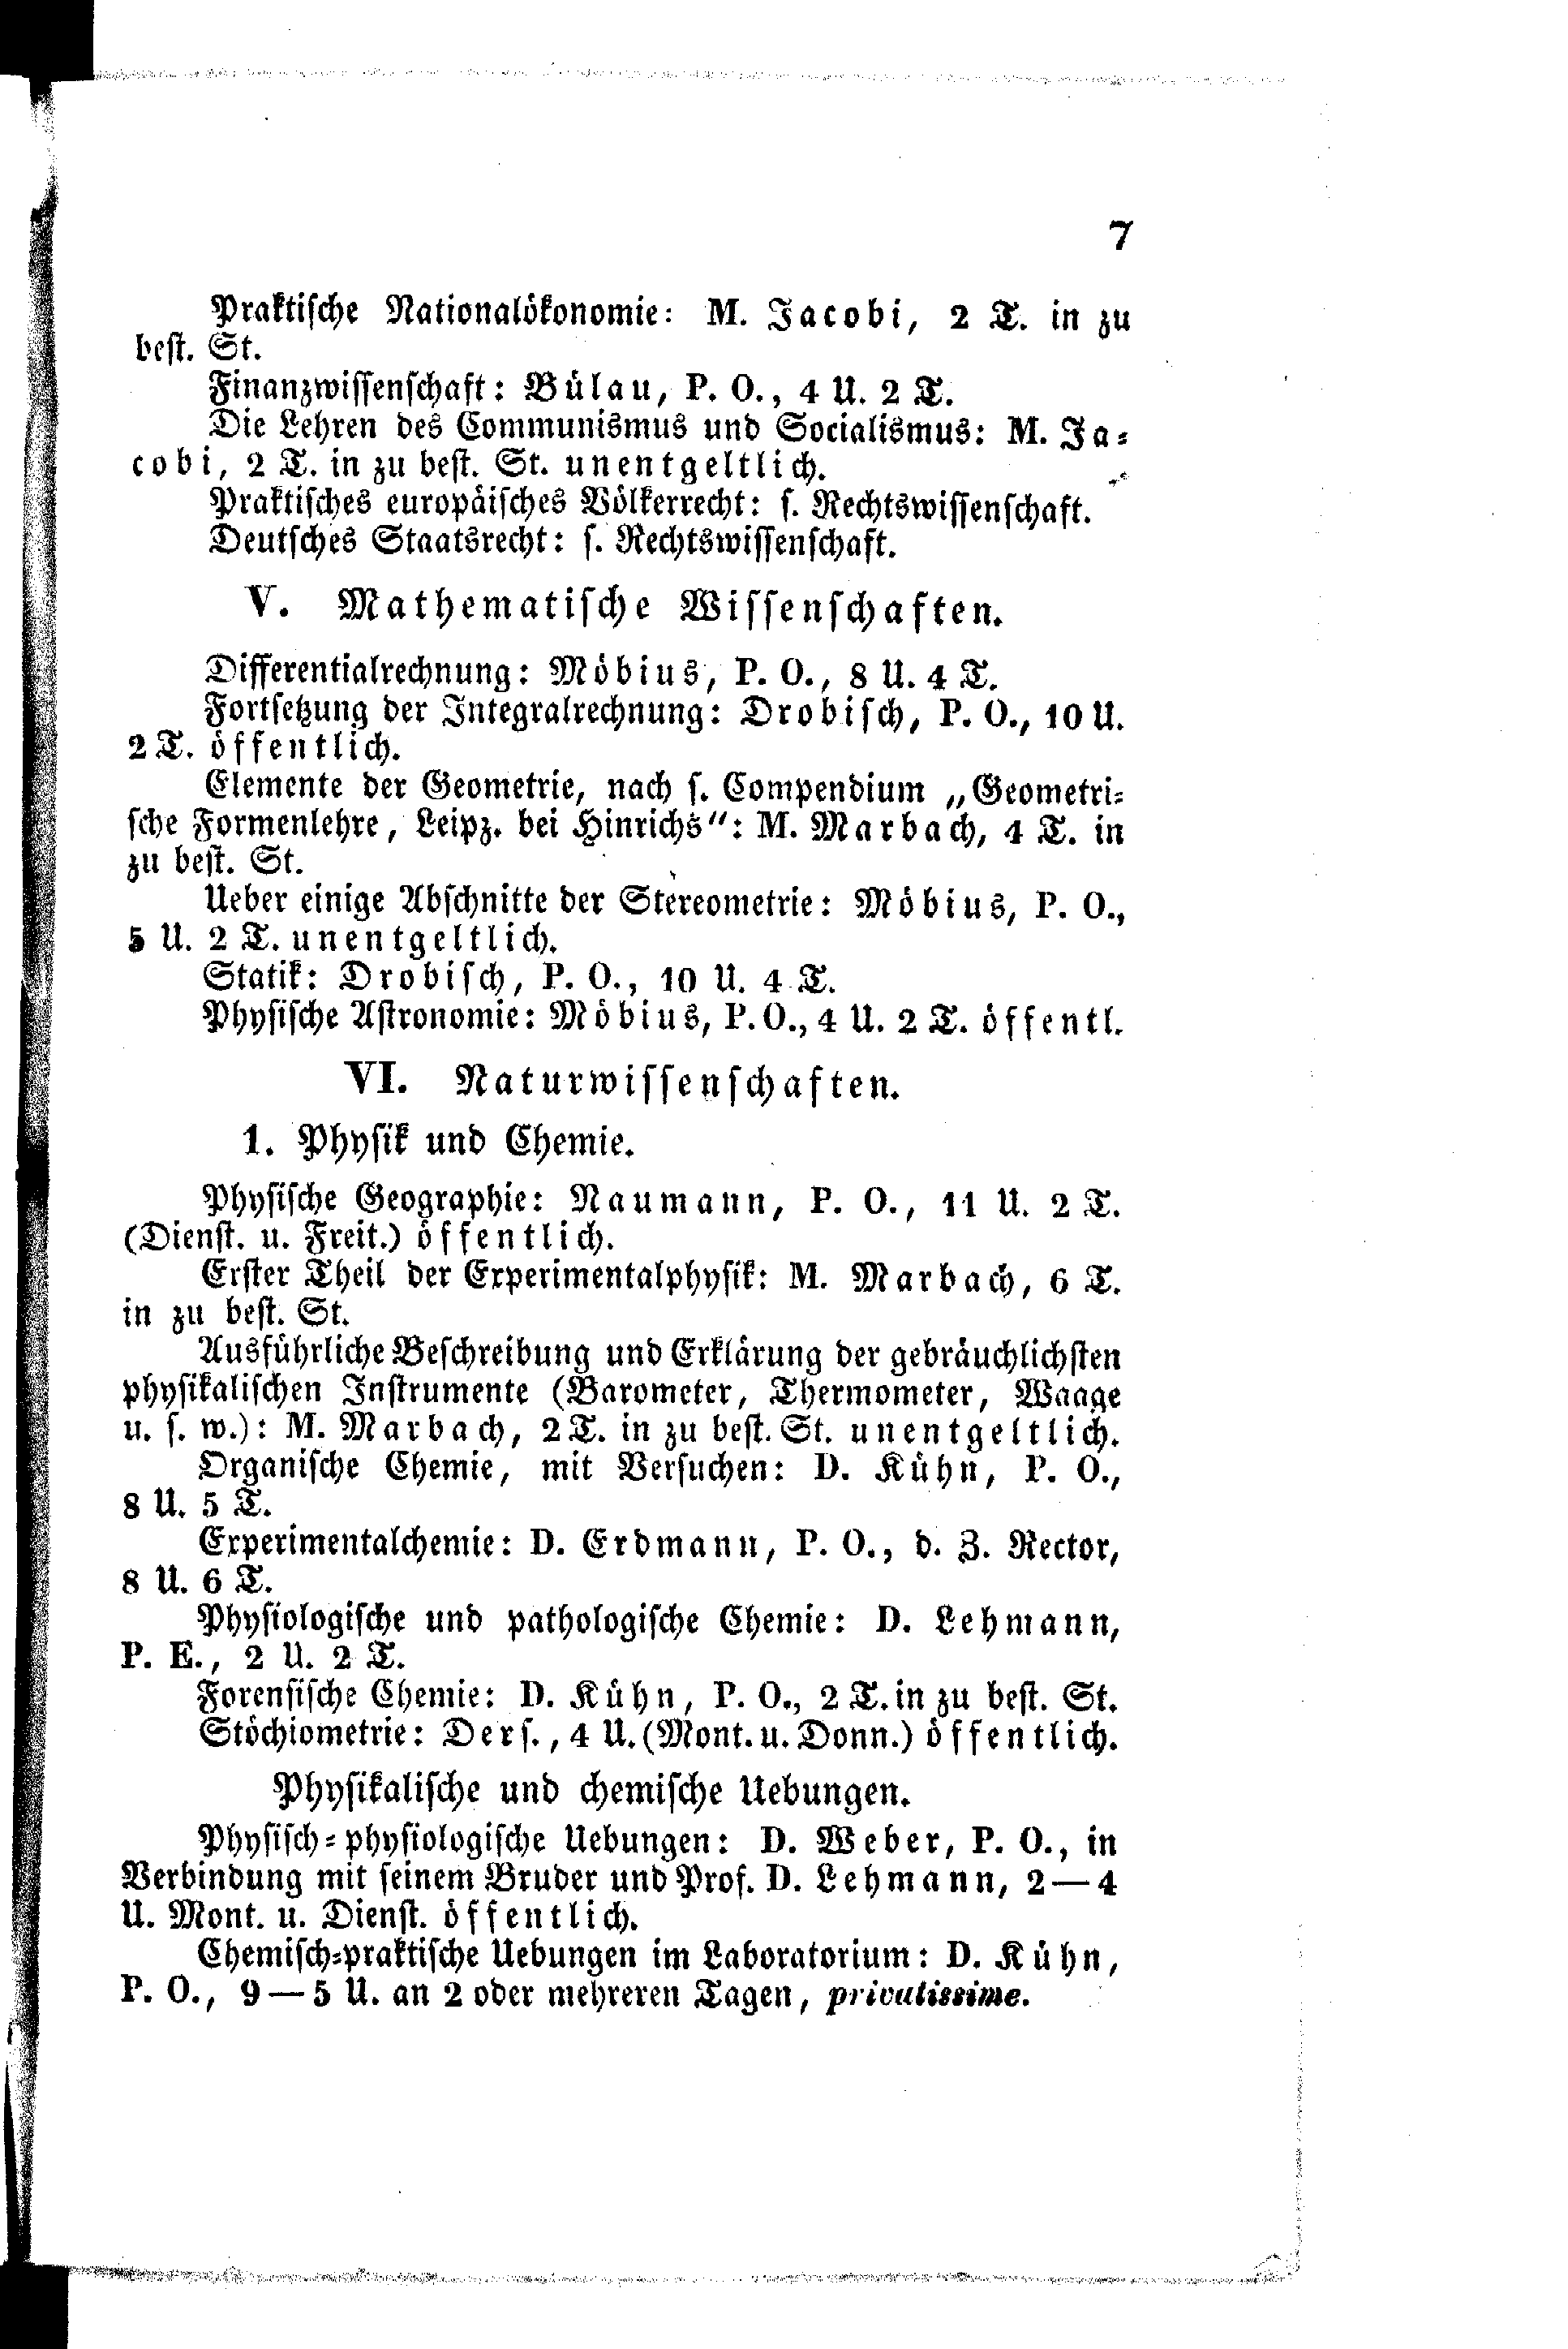 7
Praktische Nationalökonomie: M. Jacobi, 2 T. in zu
best. St.
Finanzwissenschaft: Bülau, P. O., 4 U. 2 T.
Die Lehren des Communismus und Socialismus: M. Ja-
cobi, 2 T. in zu best. St. unentgeltlich.
Praktisches europäisches Völkerrecht: s. Rechtswissenschaft.
Deutsches Staatsrecht: s. Rechtswissenschaft.
V. Mathematische Wissenschaften.
Differentialrechnung: Möbius, P. O., 8 U. 4 T.
Fortsetzung der Integralrechnung: Drobisch, P. O., 10 U.
2 T. öffentlich.
Elemente der Geometrie, nach s. Compendium „Geometri-
sche Formenlehre, Leipz. bei Hinrichs“: M. Marbach, 4 T. in
zu best. St.
Ueber einige Abschnitte der Stereometrie: Möbius, P. O.,
5 U. 2 T. unentgeltlich.
Statik: Drobisch, P. O., 10 U. 4 T.
Physische Astronomie: Möbius, P. O., 4 U. 2 T. öffentl.
VI. Naturwissenschaften.
1. Physik und Chemie.
Physische Geographie: Naumann, P. O., 11 U. 2 T.
(Dienst. u. Freit.) öffentlich.
Erster Theil der Experimentalphysik: M. Marbach, 6 T.
in zu best. St.
Ausführliche Beschreibung und Erklärung der gebräuchlichsten
physikalischen Instrumente (Barometer, Thermometer, Waage
u. s. w.): M. Marbach, 2 T. in zu best. St. unentgeltlich.
Organische Chemie, mit Versuchen: D. Kühn, P. O.,
8 U. 5 T.
Experimentalchemie: D. Erdmann, P. O., d. Z. Rector,
8 U. 6 T.
Physiologische und pathologische Chemie: D. Lehmann,
P. E., 2 U. 2 T.
Forensische Chemie: D. Kühn, P. O., 2 T. in zu best. St.
Stöchiometrie: Ders., 4 U. (Mont. u. Donn.) öffentlich.
Physikalische und chemische Uebungen.
Physisch-physiologische Uebungen: D. Weber, P. O., in
Verbindung mit seinem Bruder und Prof. D. Lehmann, 2—4
U. Mont. u. Dienst. öffentlich.
Chemisch-praktische Uebungen im Laboratorium: D. Kühn,
P. O., 9—5 U. an 2 oder mehreren Tagen, privatissime.